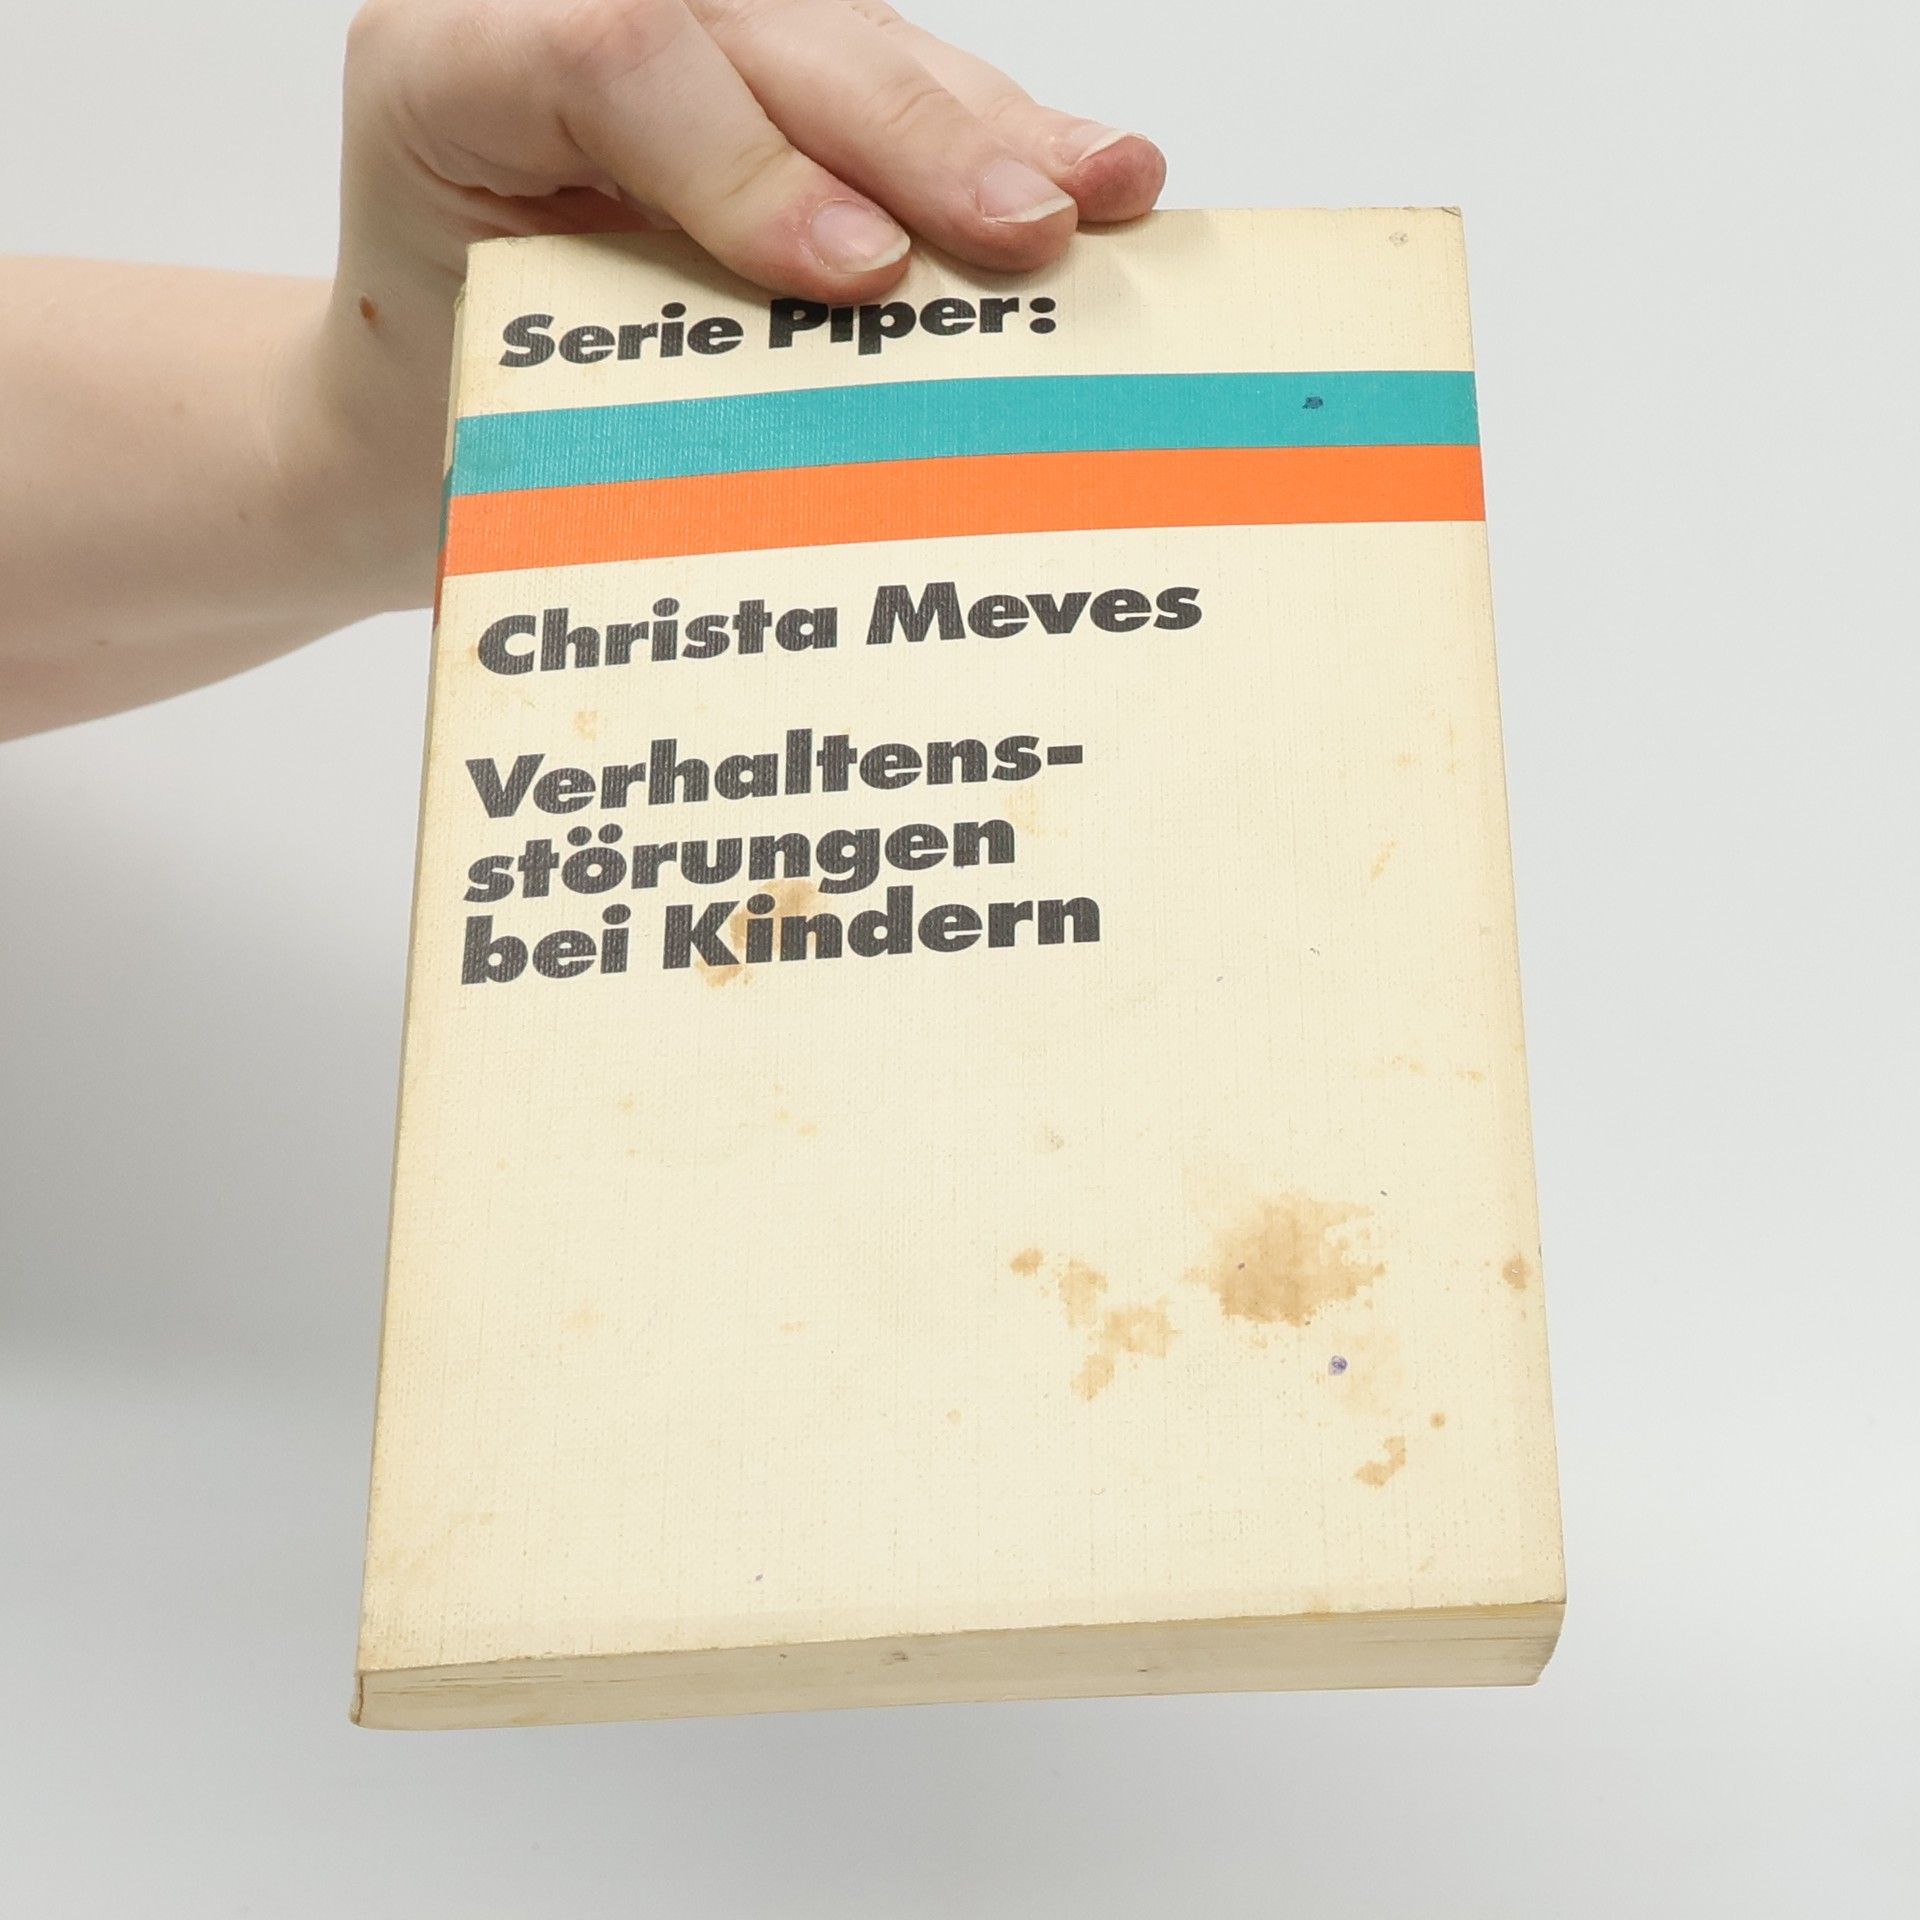 Serie Piper:
Christa Meves
Verhaltens-
störungen
bei Kindern